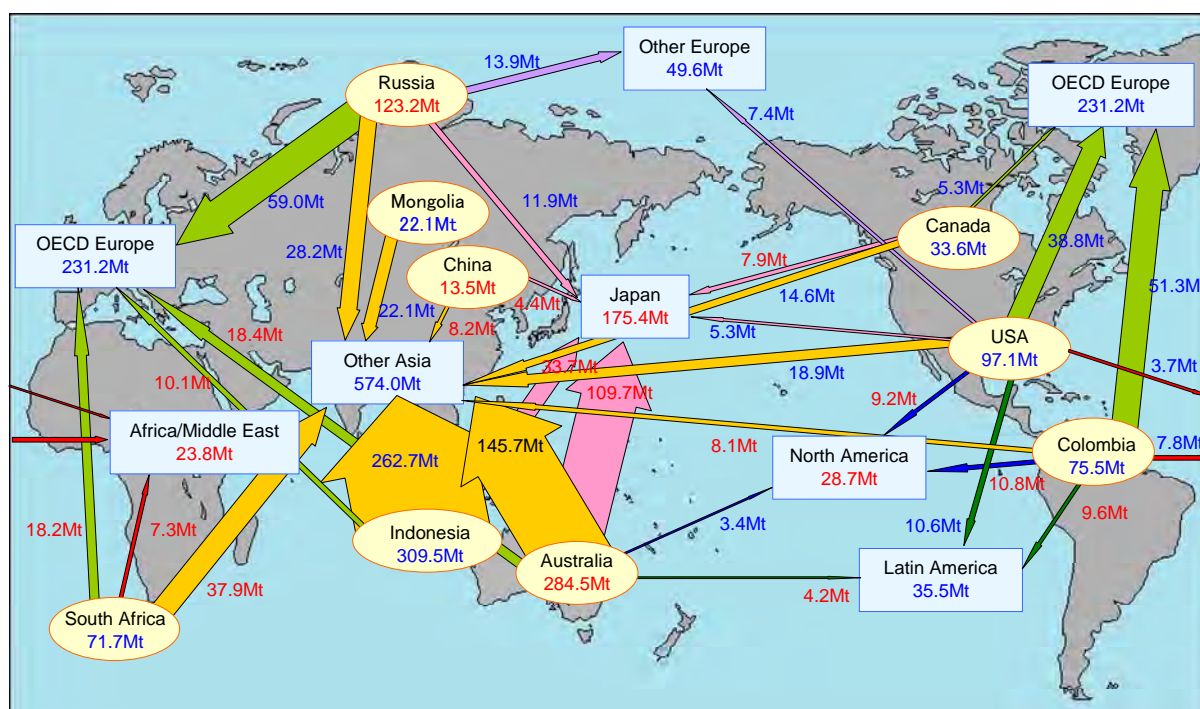 13.9Mt
Other Europe
49.6Mt
Russia
123.2Mt
OECD Europe
231.2Mt
7.4Mt
59.0Mt
Mongolia
22.1Mt
11.9Mt
5.3Mt
Canada
33.6Mt
OECD Europe
231.2Mt
28.2Mt
38.8Mt
China
13.5Mt
7.9Mt
14.6Mt
51.3Mt
22.1Mt
4.4Mt
Japan
175.4Mt
18.4Mt
8.2Mt
5.3Mt
USA
97.1Mt
Other Asia
574.0Mt
33.7Mt
18.9Mt
3.7Mt
10.1Mt
109.7Mt
9.2Mt
Africa/Middle East
23.8Mt
145.7Mt
8.1Mt
Colombia
75.5Mt
7.8Mt
262.7Mt
North America
28.7Mt
10.8Mt
18.2Mt
7.3Mt
Indonesia
309.5Mt
3.4Mt
10.6Mt
9.6Mt
Australia
284.5Mt
Latin America
35.5Mt
37.9Mt
4.2Mt
South Africa
71.7Mt